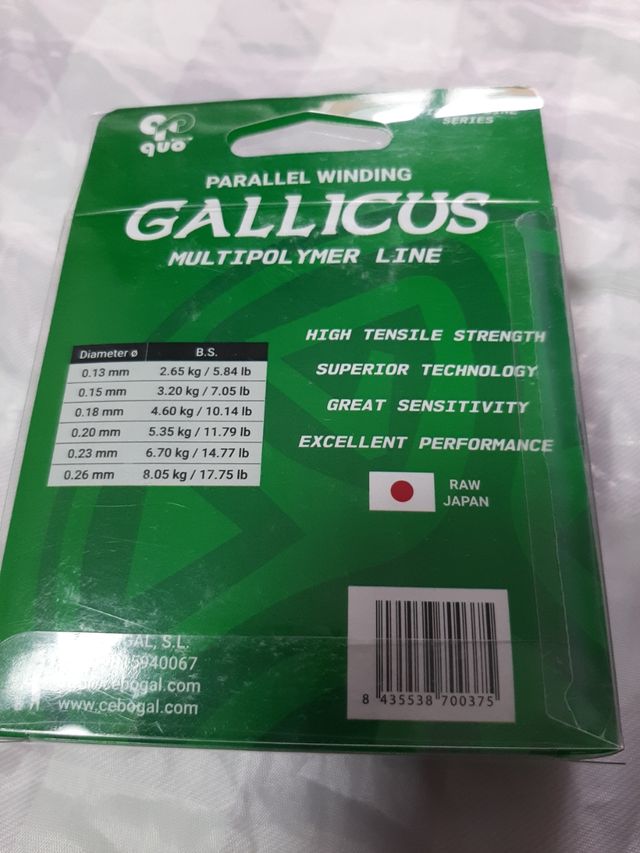 quo
SERIES
PARALLEL WINDING
GALLICUS
MULTIPOLYMER LINE
HIGH TENSILE STRENGTH
SUPERIOR TECHNOLOGY
GREAT SENSITIVITY
EXCELLENT PERFORMANCE
Diameter ø B.S.
0.13 mm 2.65 kg / 5.84 lb
0.15 mm 3.20 kg / 7.05 lb
0.18 mm 4.60 kg / 10.14 lb
0.20 mm 5.35 kg / 11.79 lb
0.23 mm 6.70 kg / 14.77 lb
0.26 mm 8.05 kg / 17.75 lb
RAW
JAPAN
S.L.
www.cebogal.com
8 435538 700375